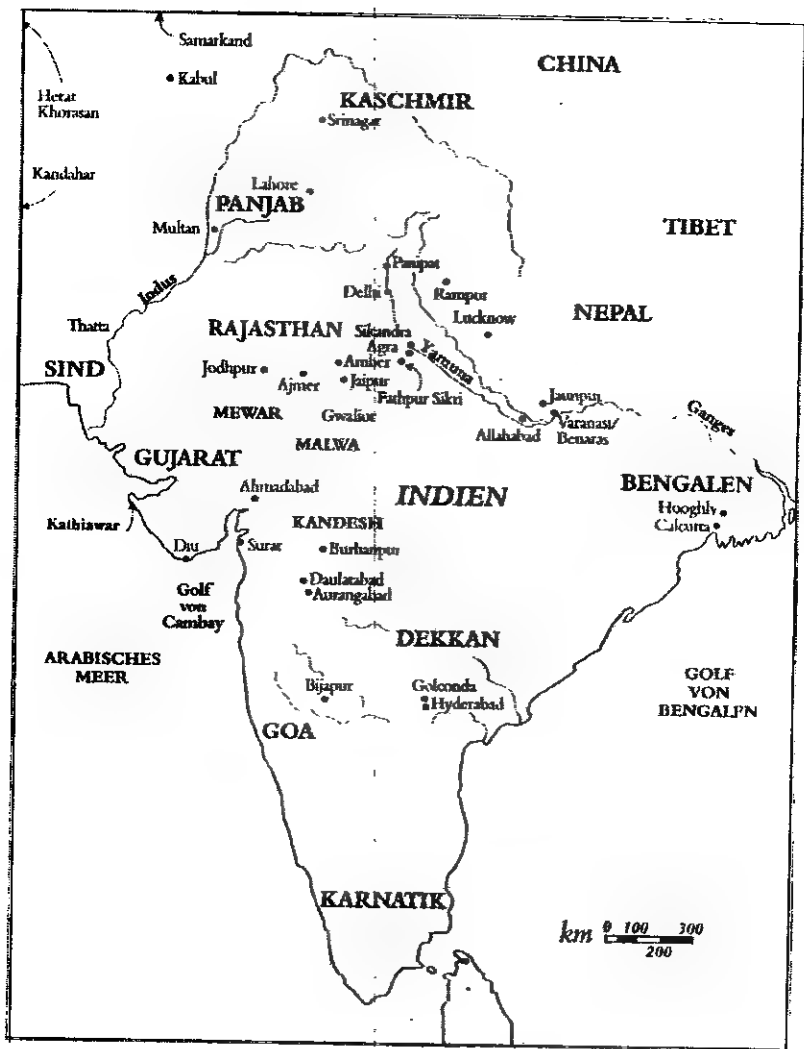 Samarkand
Kabul
CHINA
Herat
Khorasan
KASCHMIR
Srinagar
Kandahar
Lahore
PANJAB
Multan
TIBET
Indus
Panipat
Delhi
Rampur
Lucknow
NEPAL
Thatta
RAJASTHAN
Sikandra
Agra
Yamuna
SIND
Jodhpur
Amber
Ajmer
Jaipur
Fathpur Sikri
Jaunpur
MEWAR
Gwalior
Varanasi/
Benaras
Allahabad
Ganges
MALWA
GUJARAT
Ahmadabad
INDIEN
BENGALEN
Hooghly
Calcutta
Kathiawar
KANDESH
Diu
Surat
Burhanpur
Golf
von
Cambay
Daulatabad
Aurangabad
DEKKAN
ARABISCHES
MEER
GOLF
VON
BENGALEN
Bijapur
Golconda
Hyderabad
GOA
KARNATIK
km 0 100 300
200